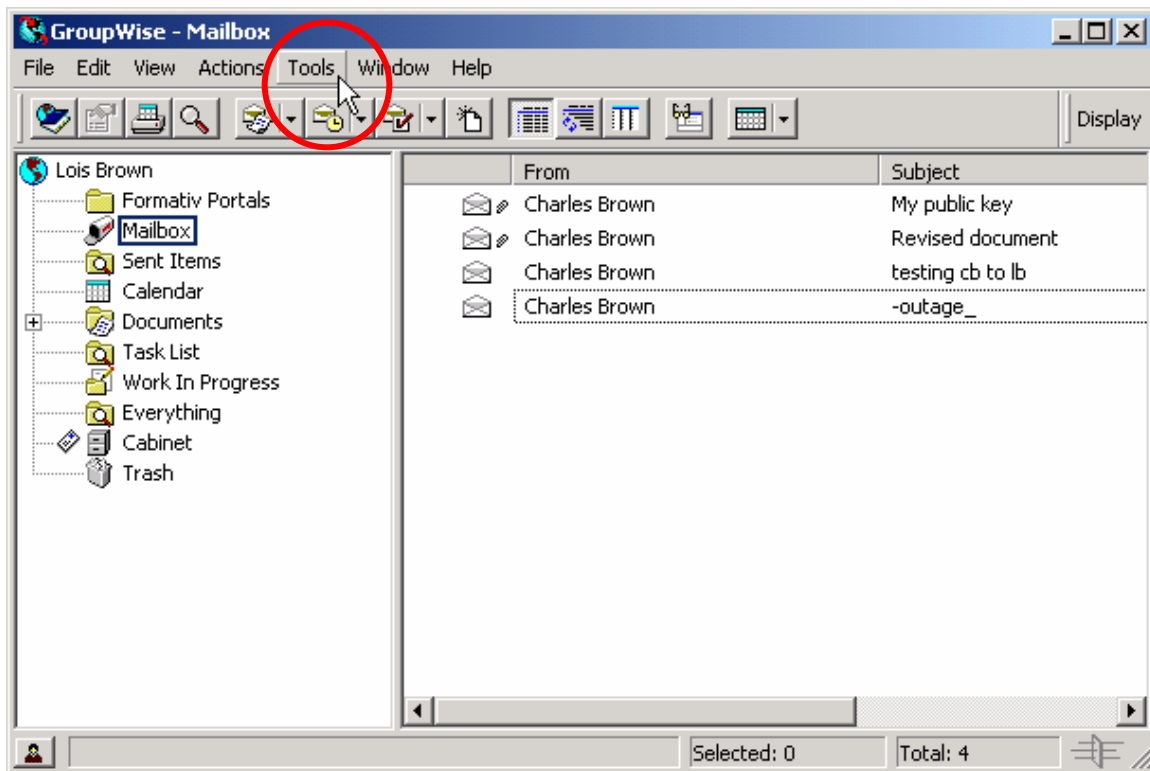 GroupWise - Mailbox
File Edit View Actions Tools Window Help
Display
Lois Brown
Formativ Portals
Mailbox
Sent Items
Calendar
Documents
Task List
Work In Progress
Everything
Cabinet
Trash
From Subject
Charles Brown My public key
Charles Brown Revised document
Charles Brown testing cb to lb
Charles Brown -outage_
Selected: 0 Total: 4